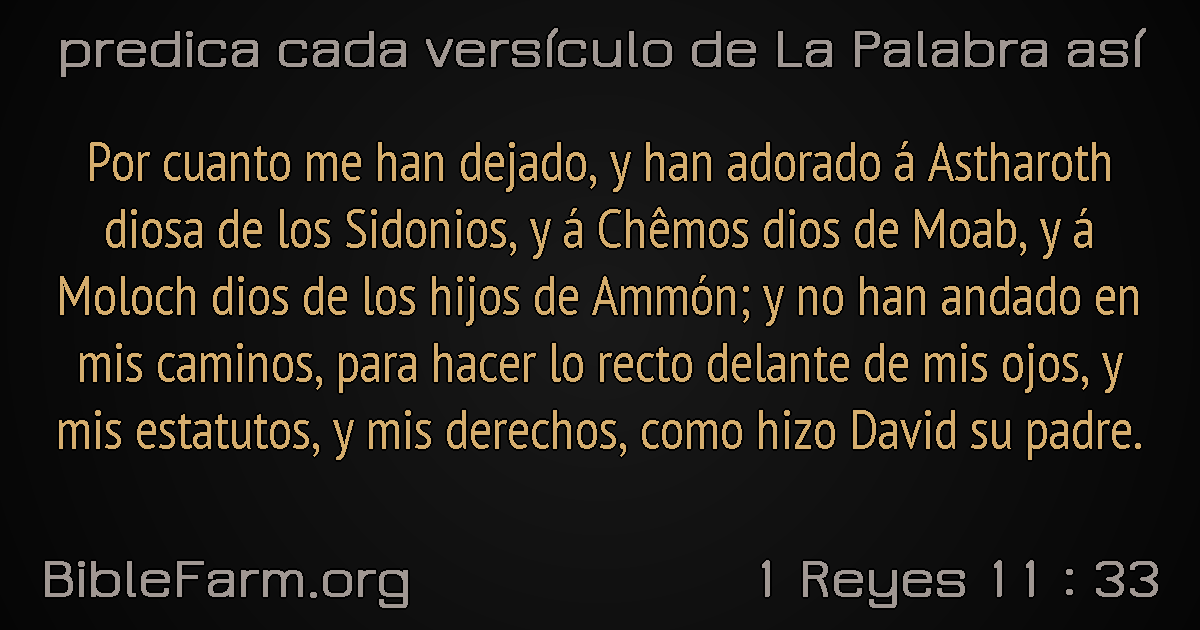 predica cada versículo de La Palabra así
Por cuanto me han dejado, y han adorado á Astharoth
diosa de los Sidonios, y á Chêmos dios de Moab, y á
Moloch dios de los hijos de Ammón; y no han andado en
mis caminos, para hacer lo recto delante de mis ojos, y
mis estatutos, y mis derechos, como hizo David su padre.
BibleFarm.org
1 Reyes 11 : 33